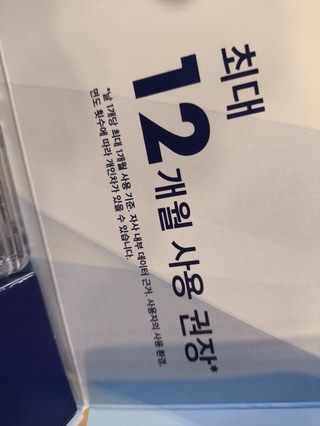 최대
12개월 사용 권장*
*날 1개당 최대 1개월 사용 기준. 자사 내부 데이터 근거. 사용자의 사용 환경,
면도 횟수에 따라 개인차가 있을 수 있습니다.